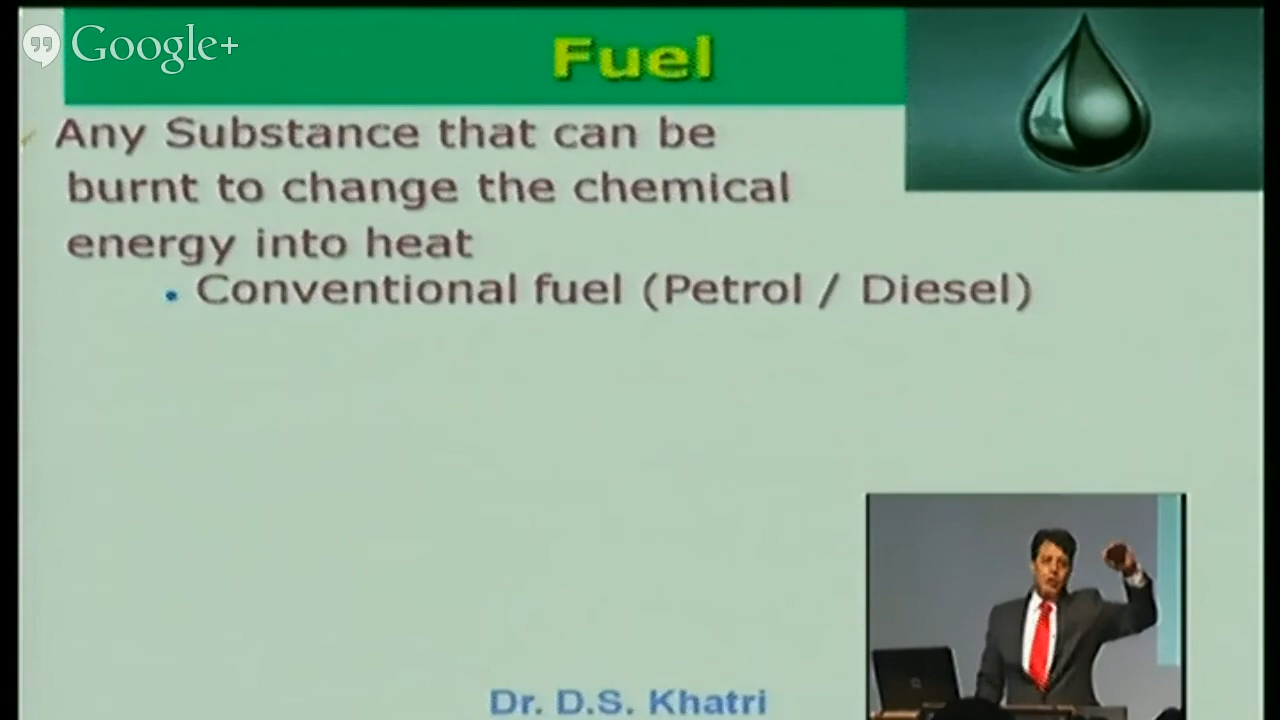 Google+
Fuel
Any Substance that can be
burnt to change the chemical
energy into heat
• Conventional fuel (Petrol / Diesel)
Dr. D.S. Khatri